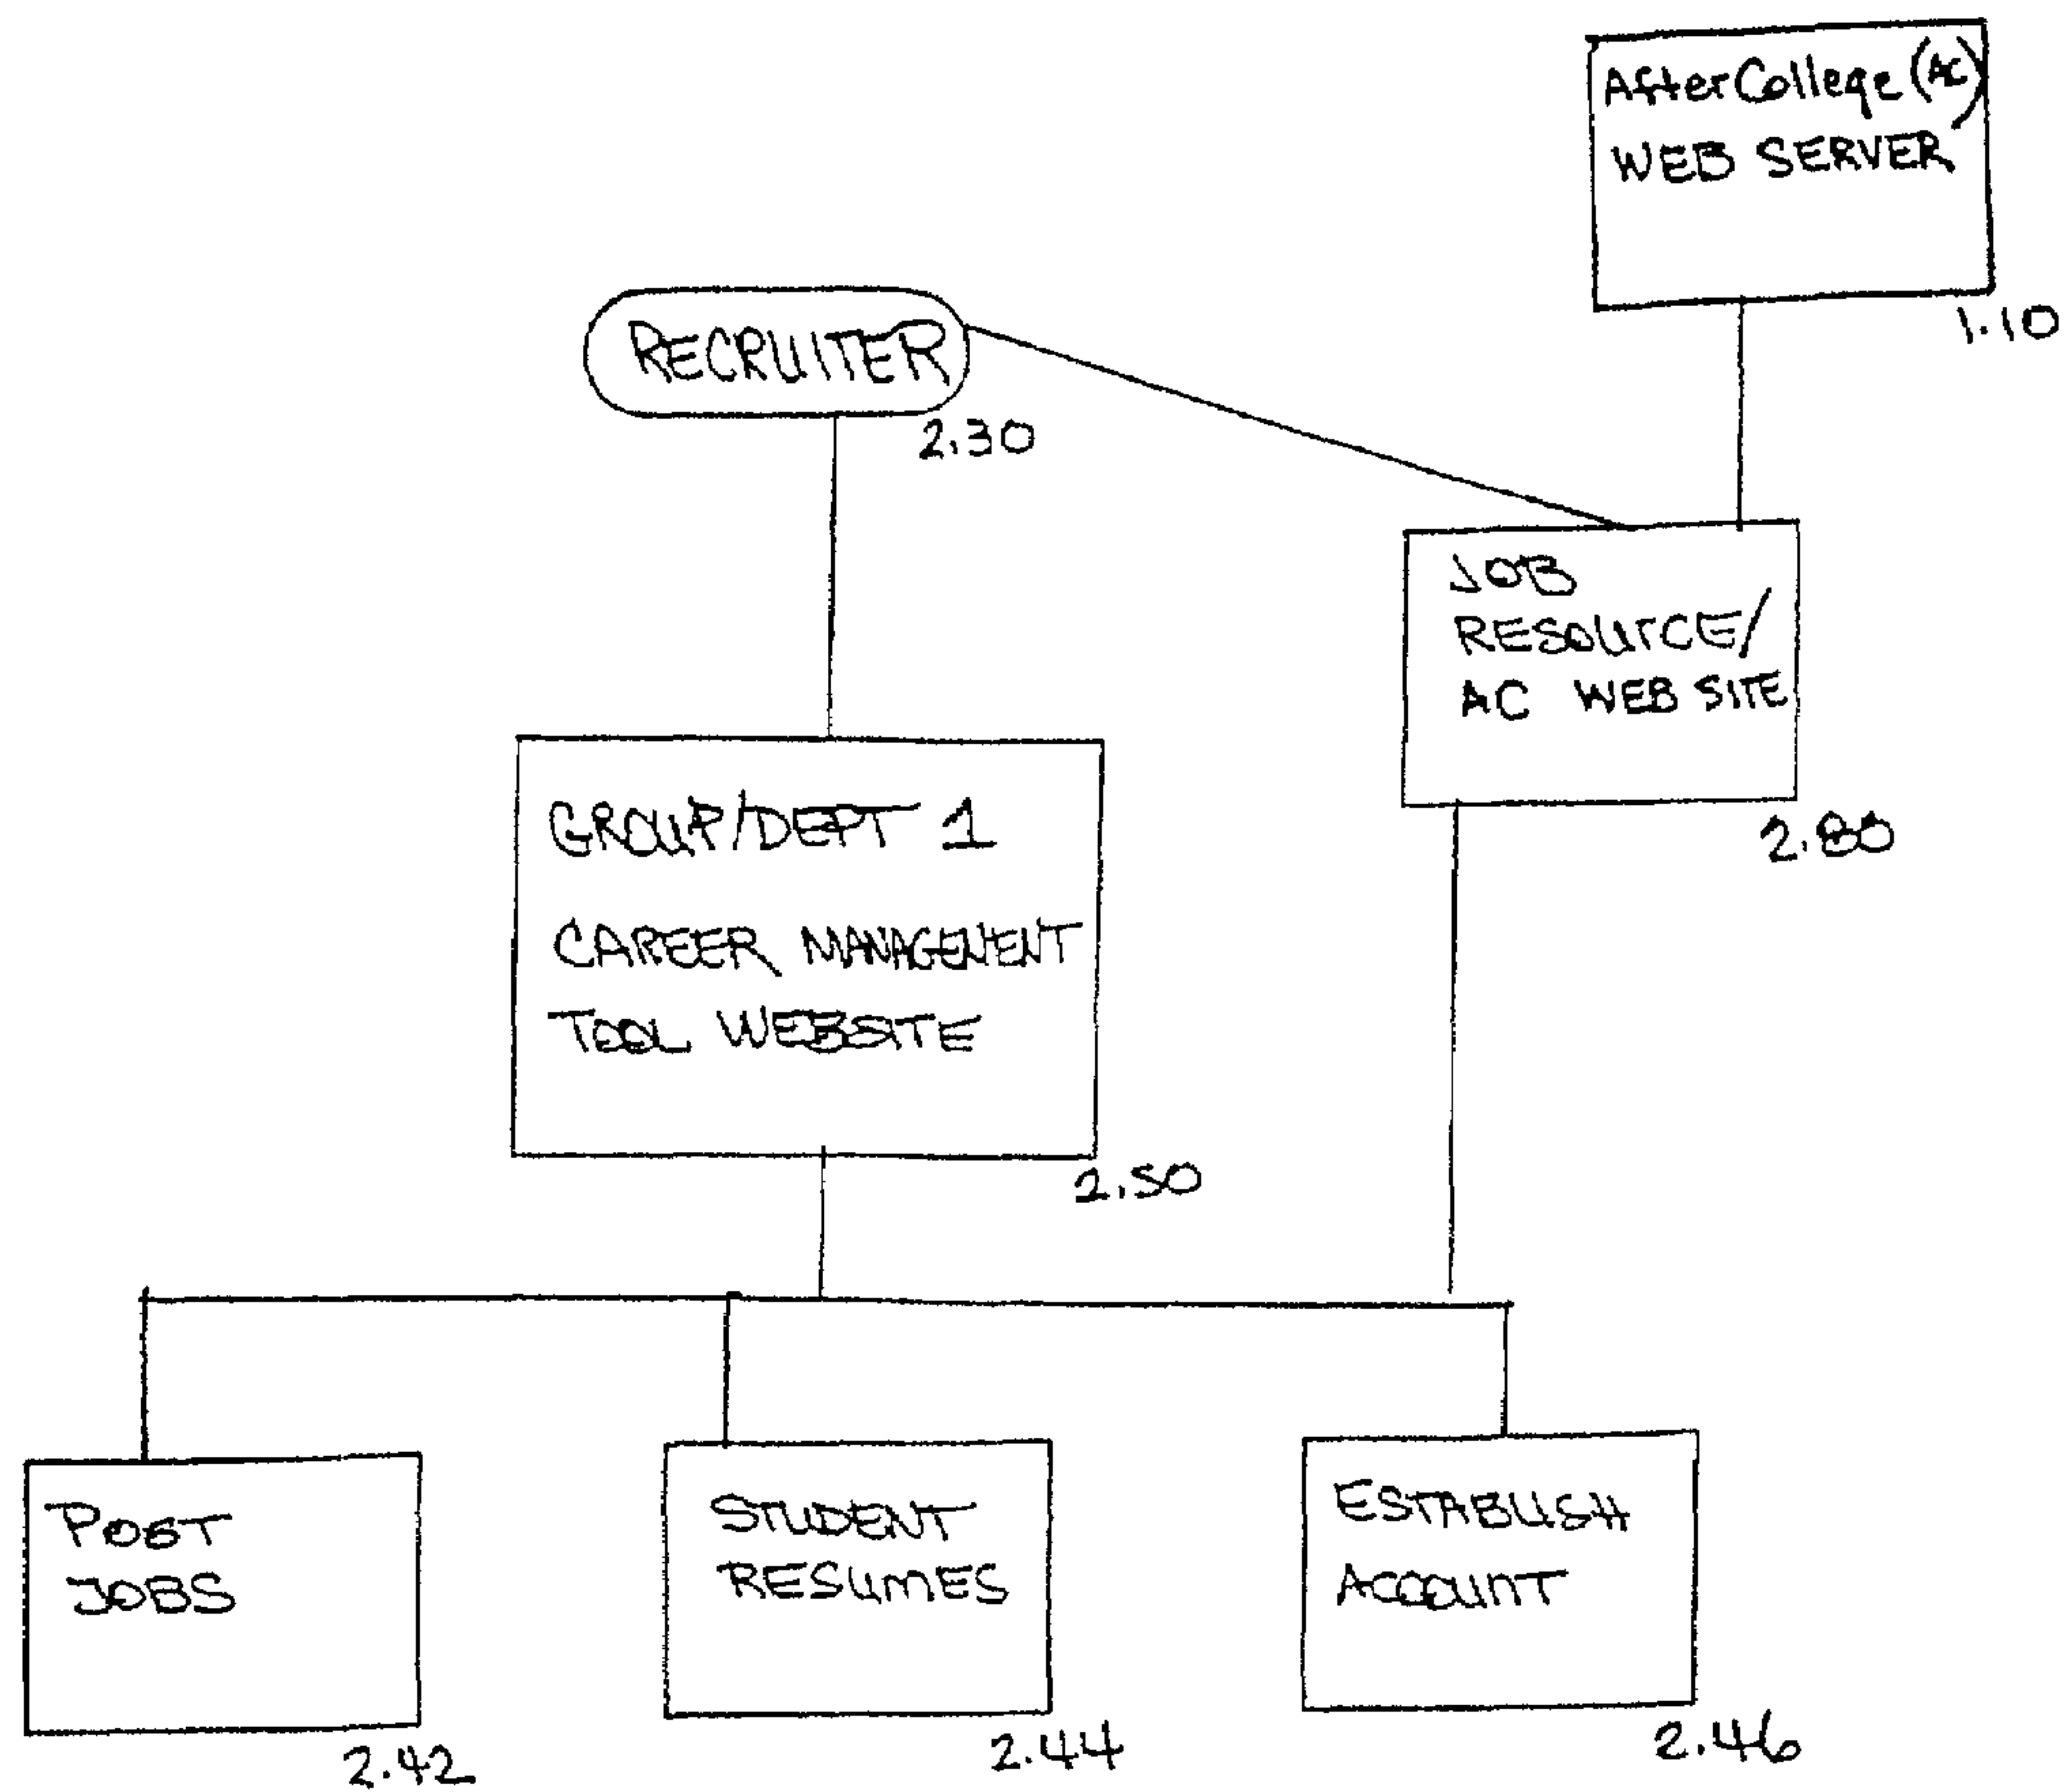 AfterCollege (AC)
WEB SERVER
1.10
RECRUITER
2.30
JOB
RESOURCE/
AC WEB SITE
2.80
GROUP/DEPT 1
CAREER MANAGEMENT
TOOL WEBSITE
2.50
POST
JOBS
2.42
STUDENT
RESUMES
2.44
ESTABLISH
ACCOUNT
2.46